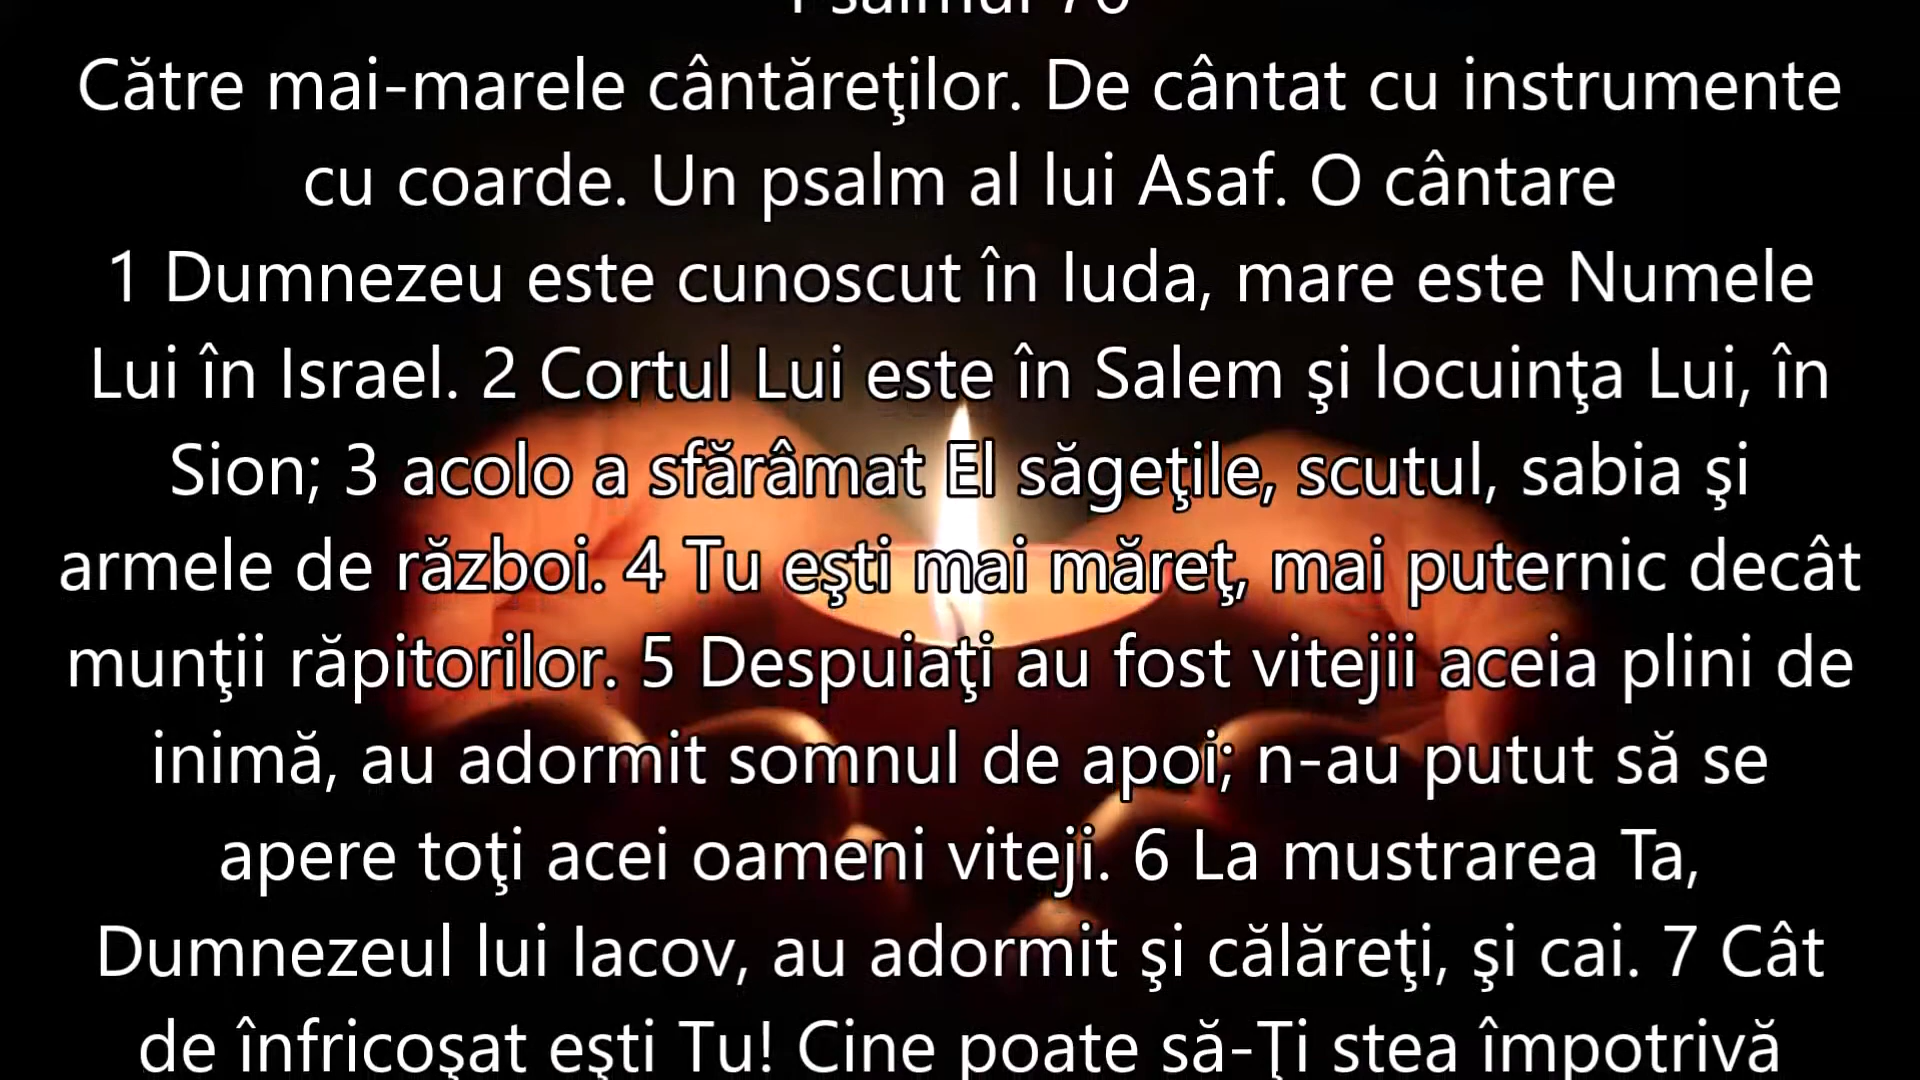 Psalmul 76
Către mai-marele cântăreţilor. De cântat cu instrumente
cu coarde. Un psalm al lui Asaf. O cântare
1 Dumnezeu este cunoscut în Iuda, mare este Numele
Lui în Israel. 2 Cortul Lui este în Salem şi locuinţa Lui, în
Sion; 3 acolo a sfărâmat El săgeţile, scutul, sabia şi
armele de război. 4 Tu eşti mai măreţ, mai puternic decât
munţii răpitorilor. 5 Despuiaţi au fost vitejii aceia plini de
inimă, au adormit somnul de apoi; n-au putut să se
apere toţi acei oameni viteji. 6 La mustrarea Ta,
Dumnezeul lui Iacov, au adormit şi călăreţi, şi cai. 7 Cât
de înfricoşat eşti Tu! Cine poate să-Ţi stea împotrivă